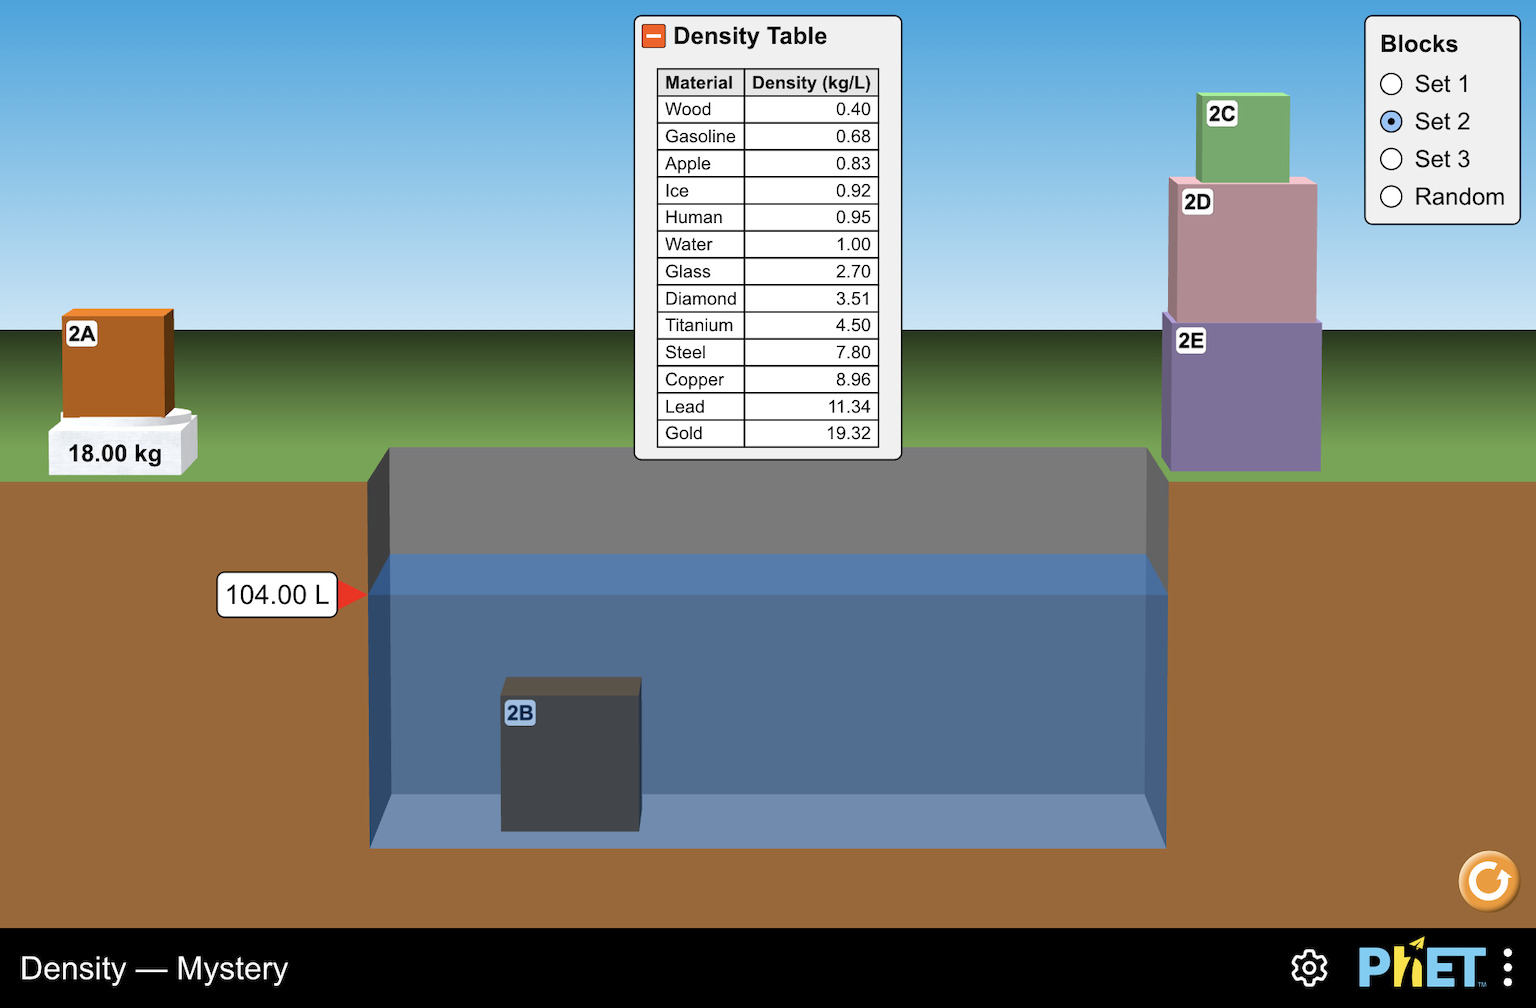 Density Table
Material Density (kg/L)
Wood 0.40
Gasoline 0.68
Apple 0.83
Ice 0.92
Human 0.95
Water 1.00
Glass 2.70
Diamond 3.51
Titanium 4.50
Steel 7.80
Copper 8.96
Lead 11.34
Gold 19.32
Blocks
Set 1
Set 2
Set 3
Random
2C
2D
2E
2A
18.00 kg
104.00 L
2B
Density — Mystery
PhET™